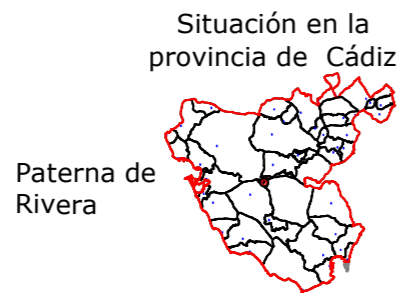 Situación en la
provincia de Cádiz
Paterna de
Rivera